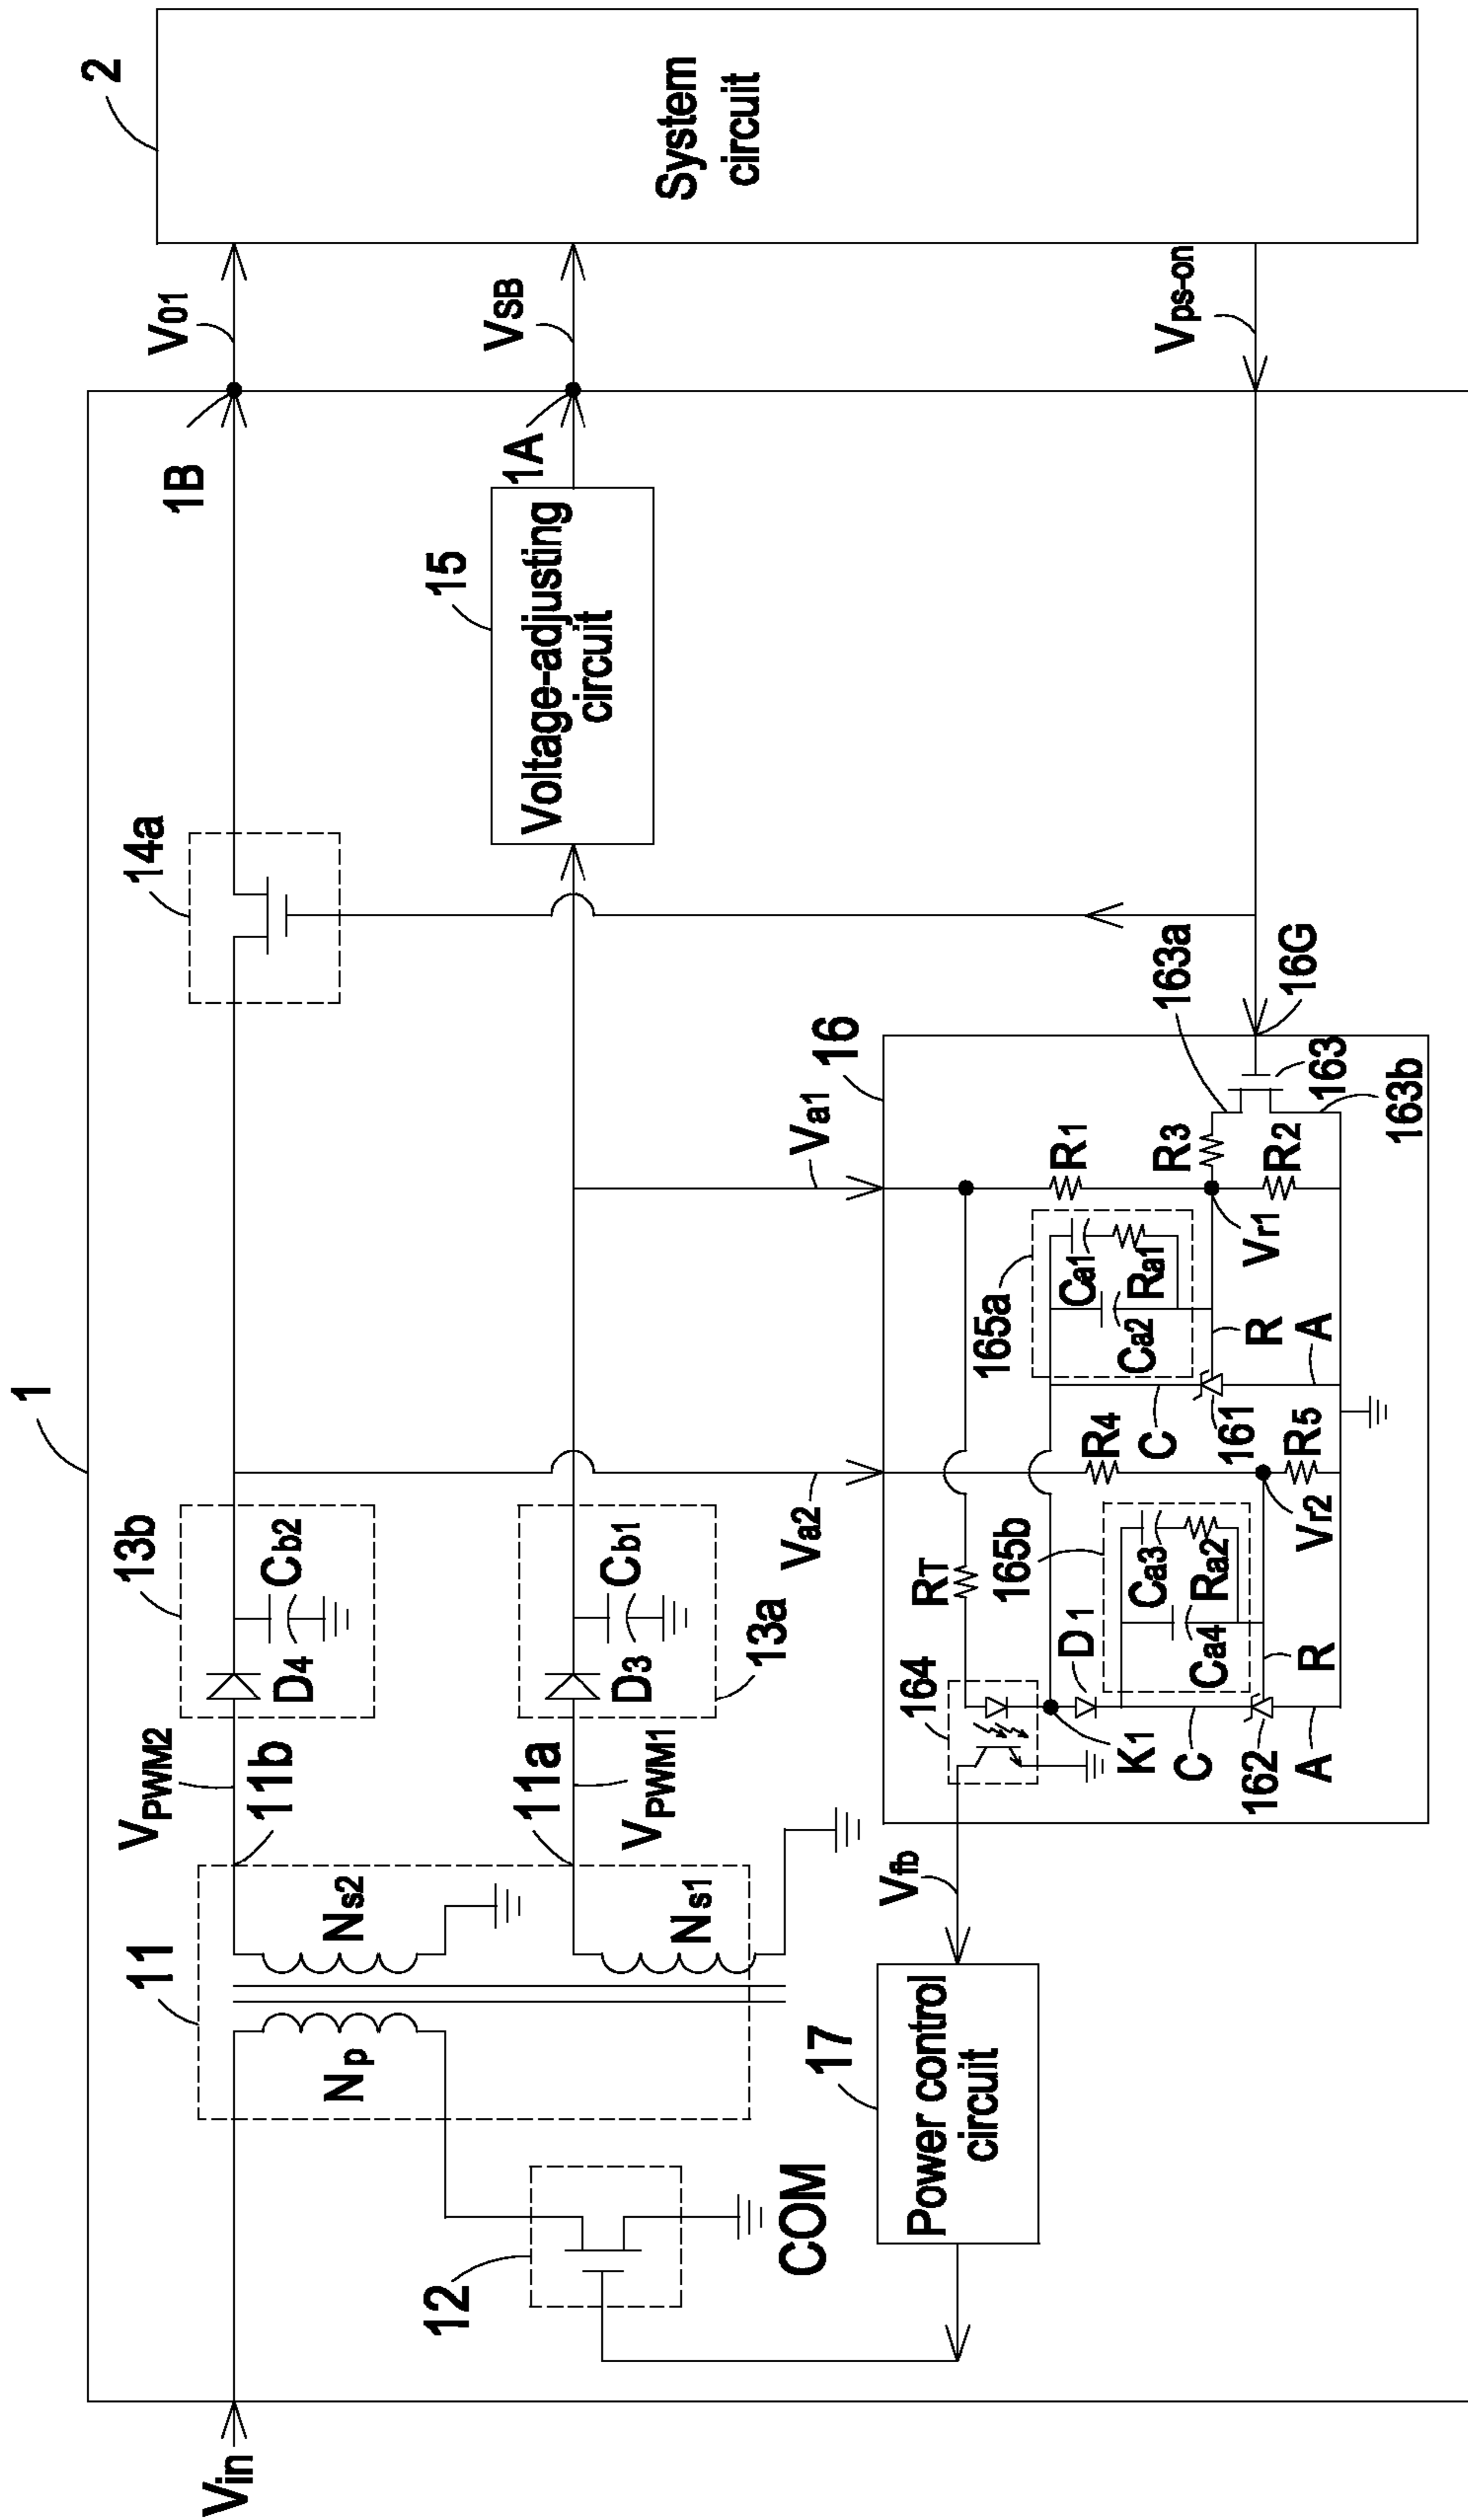 1
2
Vin
11
Np
Ns2
Ns1
11b
11a
VPWM2
VPWM1
13b
D4
Cb2
D3
Cb1
13a
14a
1B
V01
System
circuit
15
Voltage-adjusting
circuit
1A
VSB
12
COM
17
Power control
circuit
Vfb
Va2
Va1
16
164
RT
165b
165a
K1
D1
Ca3
Ca4
Ra2
R4
Ca1
Ca2
Ra1
R1
R3
163a
16G
Vps-on
C
162
R
A
Vr2
R5
C
161
R
A
Vr1
R2
163
163b